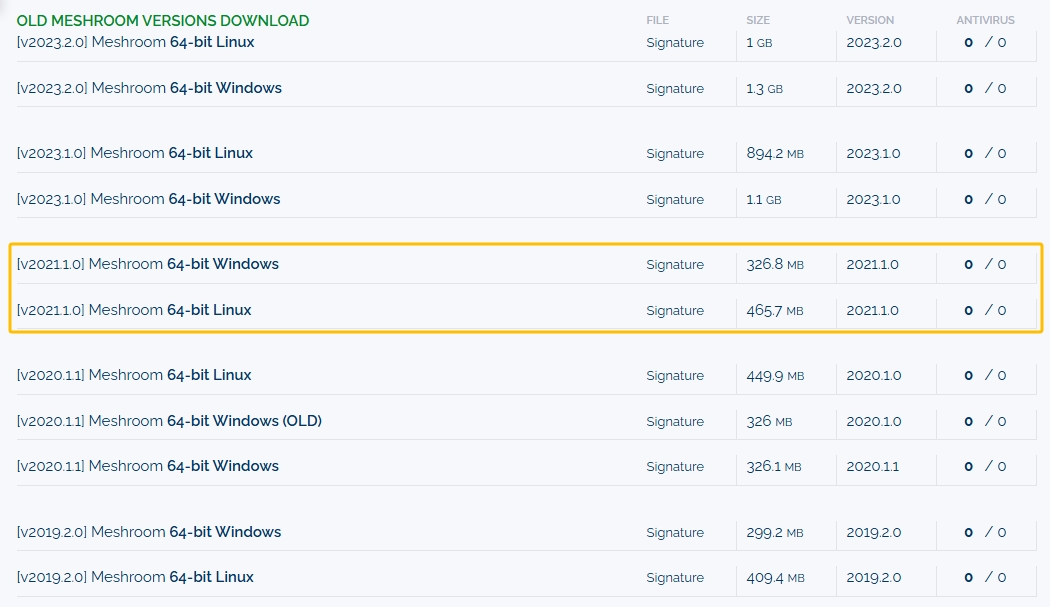 OLD MESHROOM VERSIONS DOWNLOAD FILE SIZE VERSION ANTIVIRUS
[v2023.2.0] Meshroom 64-bit Linux Signature 1 GB 2023.2.0 0 / 0
[v2023.2.0] Meshroom 64-bit Windows Signature 1.3 GB 2023.2.0 0 / 0
[v2023.1.0] Meshroom 64-bit Linux Signature 894.2 MB 2023.1.0 0 / 0
[v2023.1.0] Meshroom 64-bit Windows Signature 1.1 GB 2023.1.0 0 / 0
[v2021.1.0] Meshroom 64-bit Windows Signature 326.8 MB 2021.1.0 0 / 0
[v2021.1.0] Meshroom 64-bit Linux Signature 465.7 MB 2021.1.0 0 / 0
[v2020.1.1] Meshroom 64-bit Linux Signature 449.9 MB 2020.1.0 0 / 0
[v2020.1.1] Meshroom 64-bit Windows (OLD) Signature 326 MB 2020.1.0 0 / 0
[v2020.1.1] Meshroom 64-bit Windows Signature 326.1 MB 2020.1.1 0 / 0
[v2019.2.0] Meshroom 64-bit Windows Signature 299.2 MB 2019.2.0 0 / 0
[v2019.2.0] Meshroom 64-bit Linux Signature 409.4 MB 2019.2.0 0 / 0